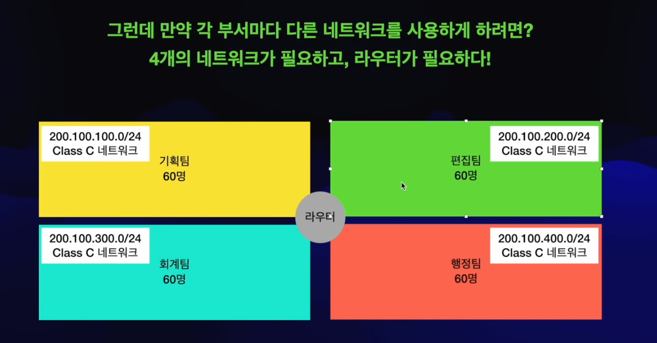 그런데 만약 각 부서마다 다른 네트워크를 사용하게 하려면?
4개의 네트워크가 필요하고, 라우터가 필요하다!
200.100.100.0/24
Class C 네트워크
기획팀
60명
200.100.200.0/24
Class C 네트워크
편집팀
60명
라우터
200.100.300.0/24
Class C 네트워크
회계팀
60명
200.100.400.0/24
Class C 네트워크
행정팀
60명